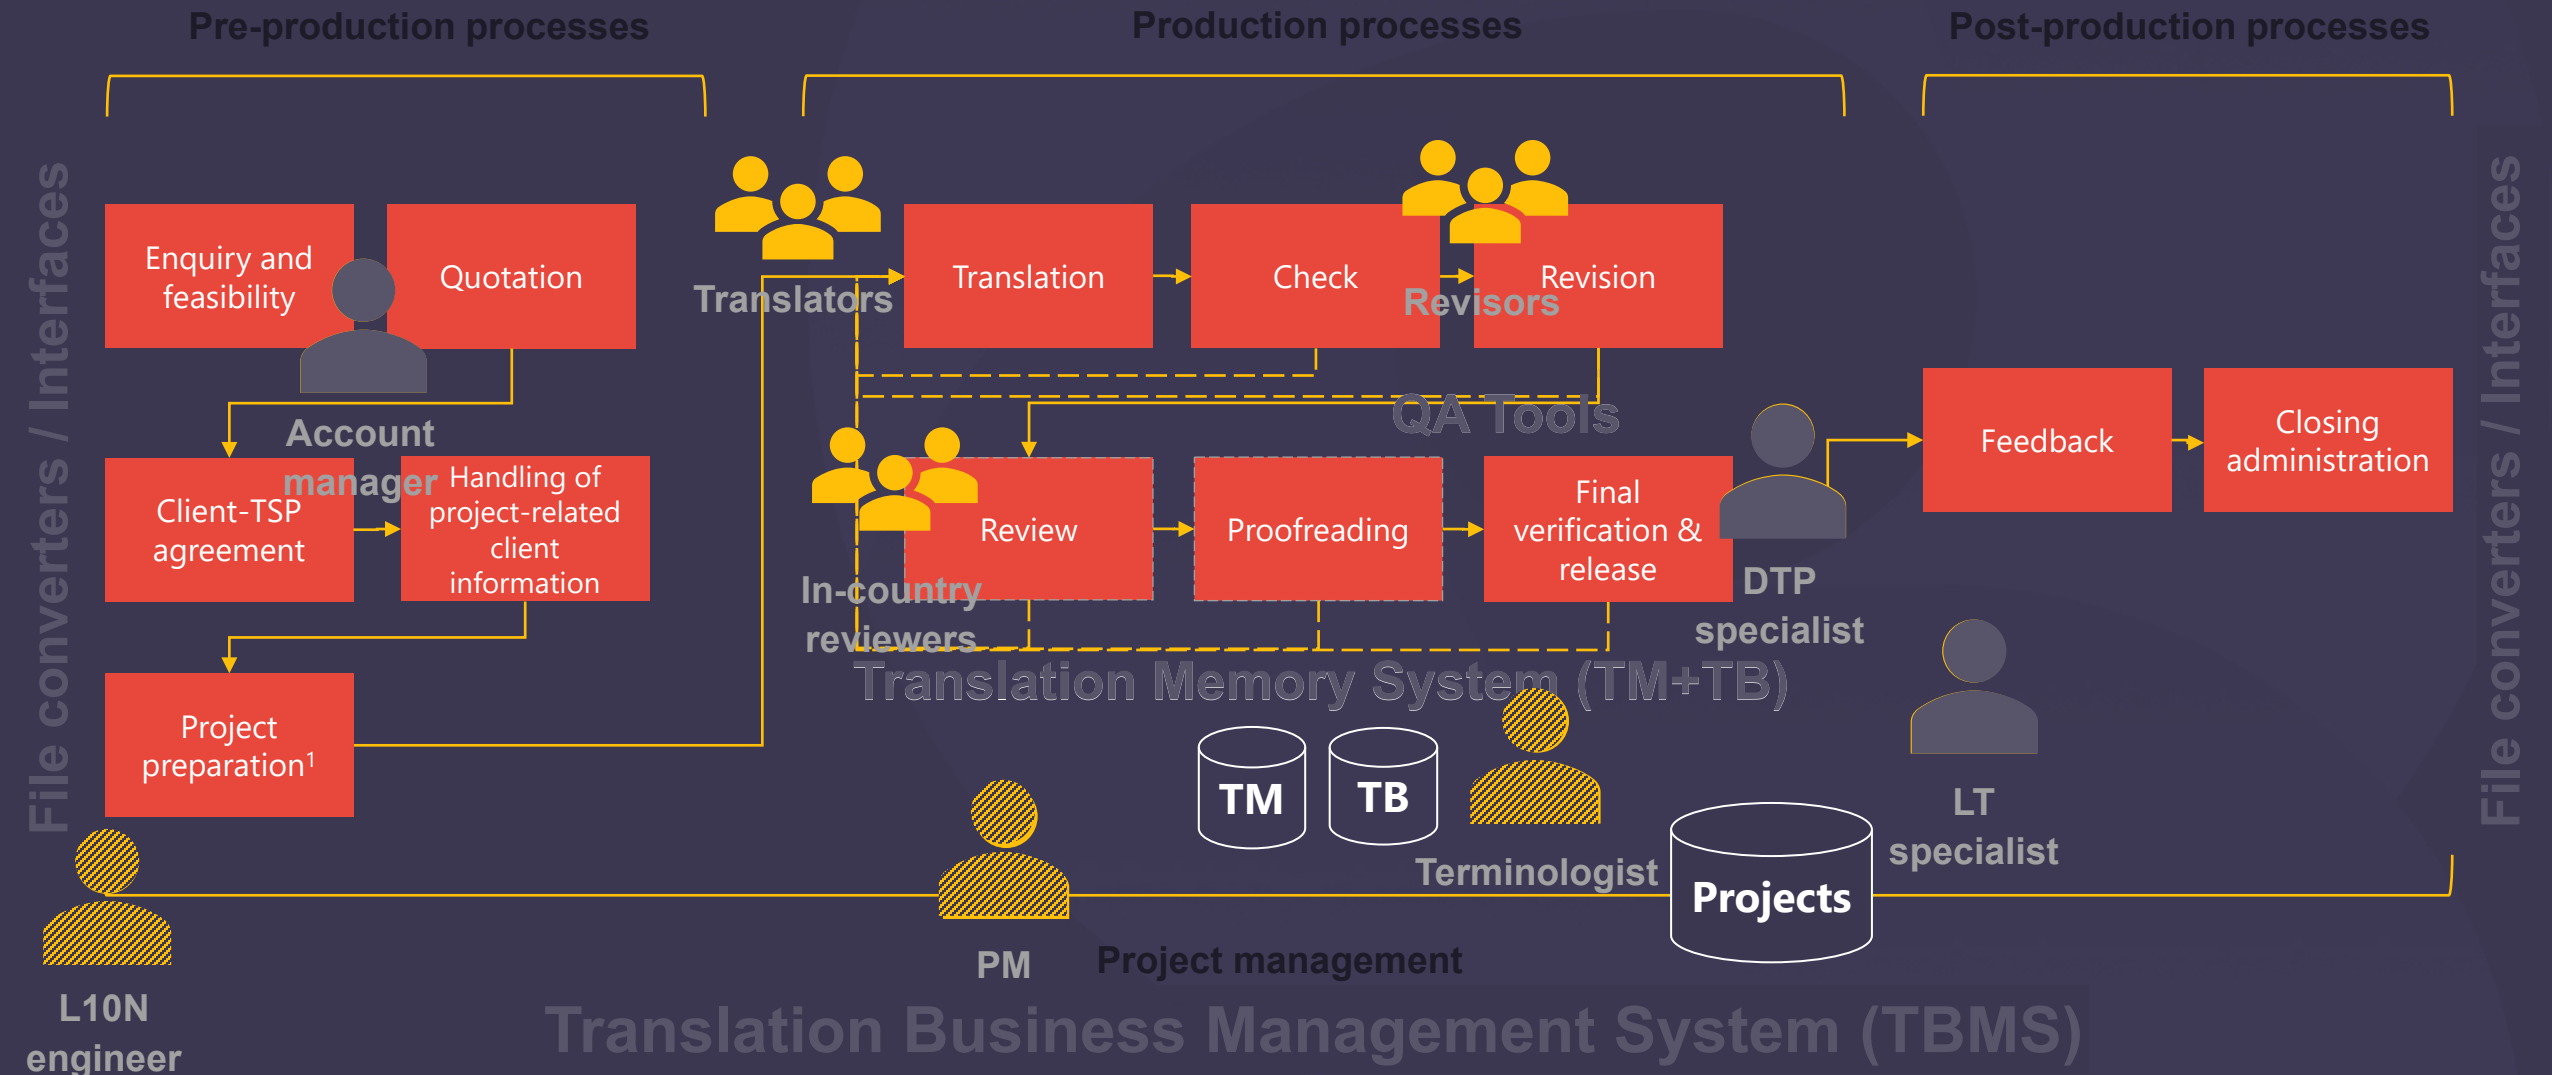 Pre-production processes
Production processes
Post-production processes
File converters / Interfaces
Enquiry and
feasibility
Quotation
Account
manager
Client-TSP
agreement
Handling of
project-related
client
information
Project
preparation¹
L10N
engineer
Translators
Translation
Check
Revisors
Revision
QA Tools
In-country
reviewers
Review
Proofreading
Final
verification &
release
DTP
specialist
Translation Memory System (TM+TB)
TM
TB
Terminologist
LT
specialist
Projects
PM
Project management
Translation Business Management System (TBMS)
Feedback
Closing
administration
File converters / Interfaces